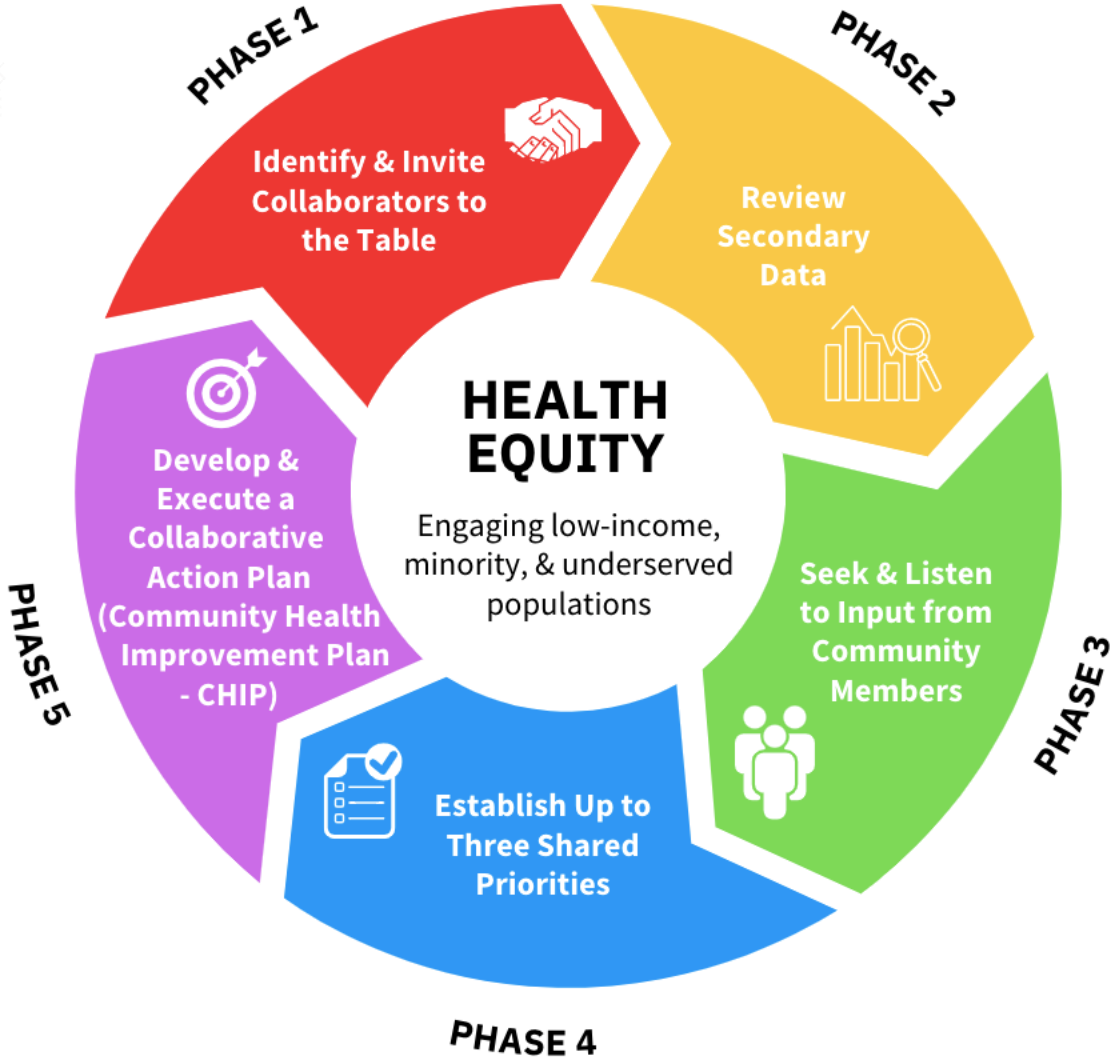 PHASE 1
Identify & Invite
Collaborators to
the Table
PHASE 2
Review
Secondary
Data
PHASE 3
Seek & Listen
to Input from
Community
Members
PHASE 4
Establish Up to
Three Shared
Priorities
PHASE 5
Develop &
Execute a
Collaborative
Action Plan
(Community Health
Improvement Plan
- CHIP)
HEALTH
EQUITY
Engaging low-income,
minority, & underserved
populations